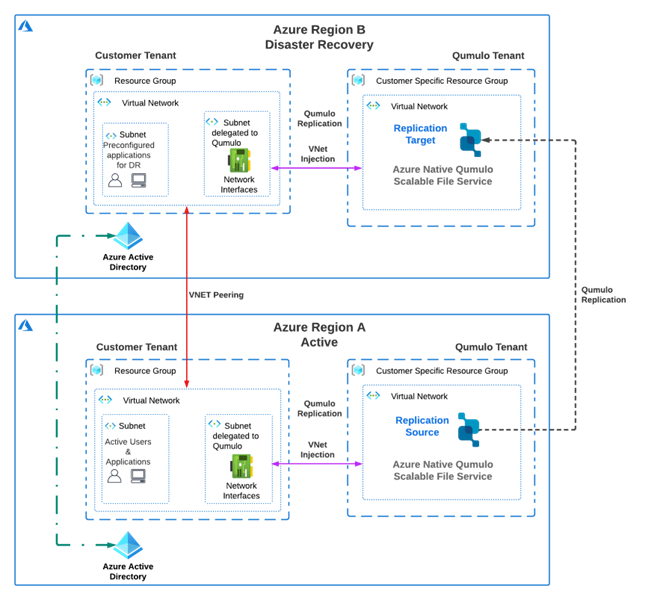 Azure Region B
Disaster Recovery
Customer Tenant
Qumulo Tenant
Resource Group
Virtual Network
Subnet
Preconfigured
applications
for DR
Subnet
delegated to
Qumulo
Network
Interfaces
Qumulo
Replication
VNet
Injection
Customer Specific Resource Group
Virtual Network
Replication
Target
Azure Native Qumulo
Scalable File Service
Azure Active
Directory
VNET Peering
Qumulo
Replication
Azure Region A
Active
Customer Tenant
Qumulo Tenant
Resource Group
Virtual Network
Subnet
Active Users
&
Applications
Subnet
delegated to
Qumulo
Network
Interfaces
Qumulo
Replication
VNet
Injection
Customer Specific Resource Group
Virtual Network
Replication
Source
Azure Native Qumulo
Scalable File Service
Azure Active
Directory